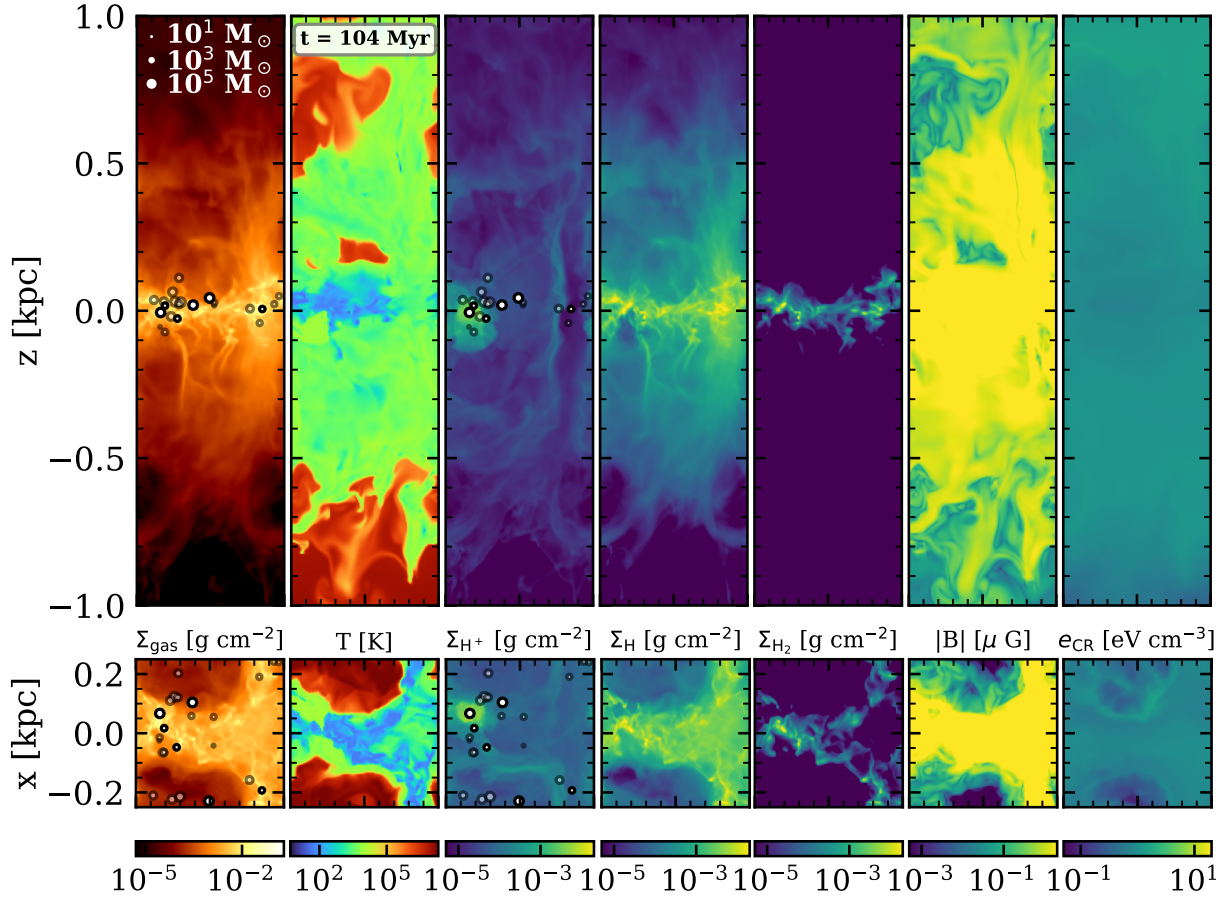 1.0
0.5
0.0
−0.5
−1.0
z [kpc]
10¹ M⊙
10³ M⊙
10⁵ M⊙
t = 104 Myr
Σgas [g cm⁻²]
T [K]
ΣH⁺ [g cm⁻²]
ΣH [g cm⁻²]
ΣH₂ [g cm⁻²]
|B| [μ G]
eCR [eV cm⁻³]
0.2
0.0
−0.2
x [kpc]
10⁻⁵ 10⁻²
10² 10⁵
10⁻⁵ 10⁻³
10⁻⁵ 10⁻³
10⁻⁵ 10⁻³
10⁻³ 10⁻¹
10⁻¹ 10¹